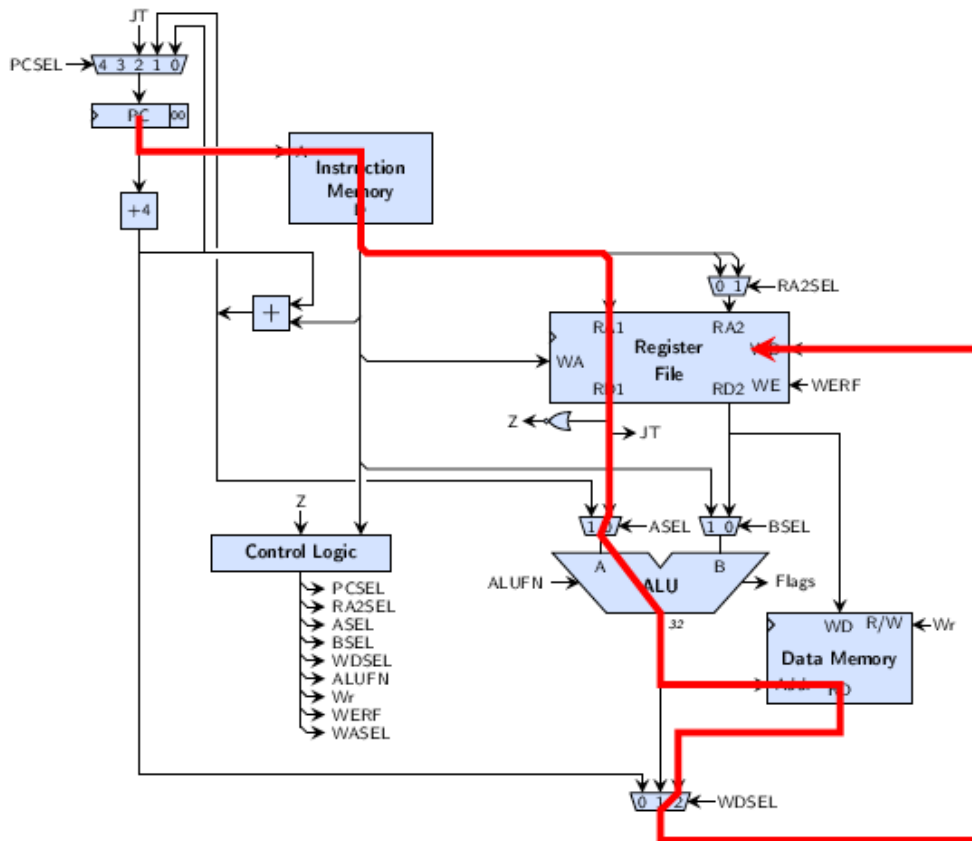 JT
PCSEL 4 3 2 1 0
PC 00
+4
A
Instruction
Memory
D
+
0 1 RA2SEL
RA1 RA2
Register
File
WA
WE WERF
RD1 RD2
Z JT
Z
1 0 ASEL 1 0 BSEL
Control Logic
A B
ALUFN ALU Flags
32
PCSEL
RA2SEL
ASEL
BSEL
WDSEL
ALUFN
Wr
WERF
WASEL
WD R/W Wr
Data Memory
RD
0 1 2 WDSEL